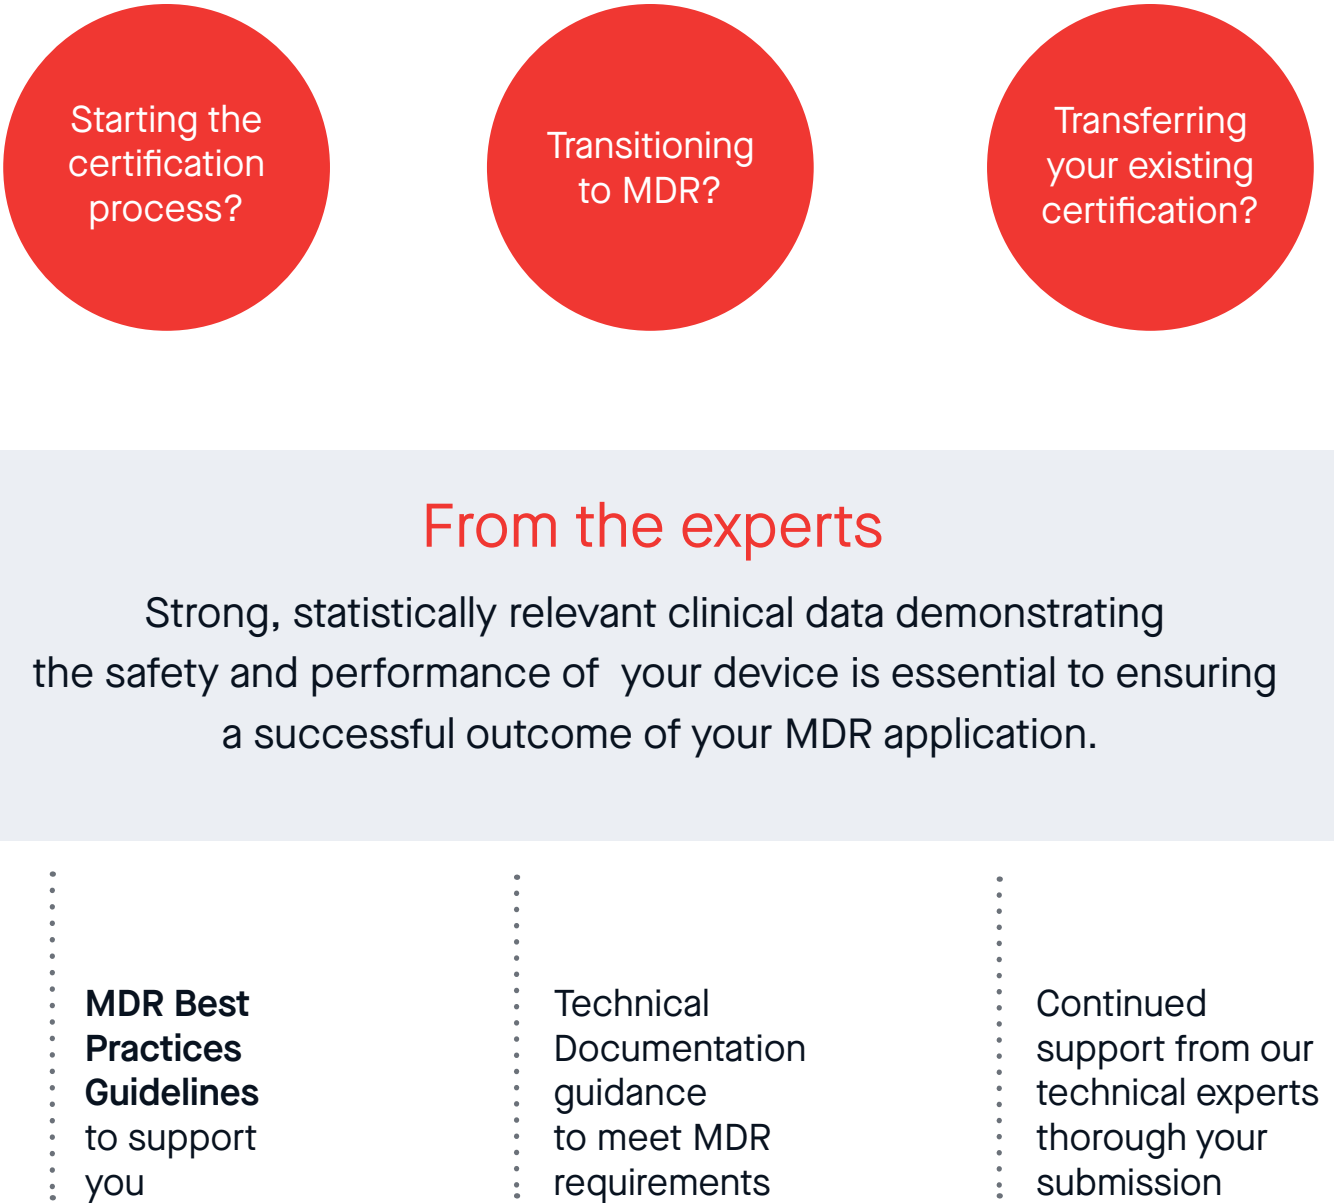 Starting the
certification
process?
Transitioning
to MDR?
Transferring
your existing
certification?
From the experts
Strong, statistically relevant clinical data demonstrating
the safety and performance of  your device is essential to ensuring
a successful outcome of your MDR application.
MDR Best
Practices
Guidelines
to support
you
Technical
Documentation
guidance
to meet MDR
requirements
Continued
support from our
technical experts
thorough your
submission